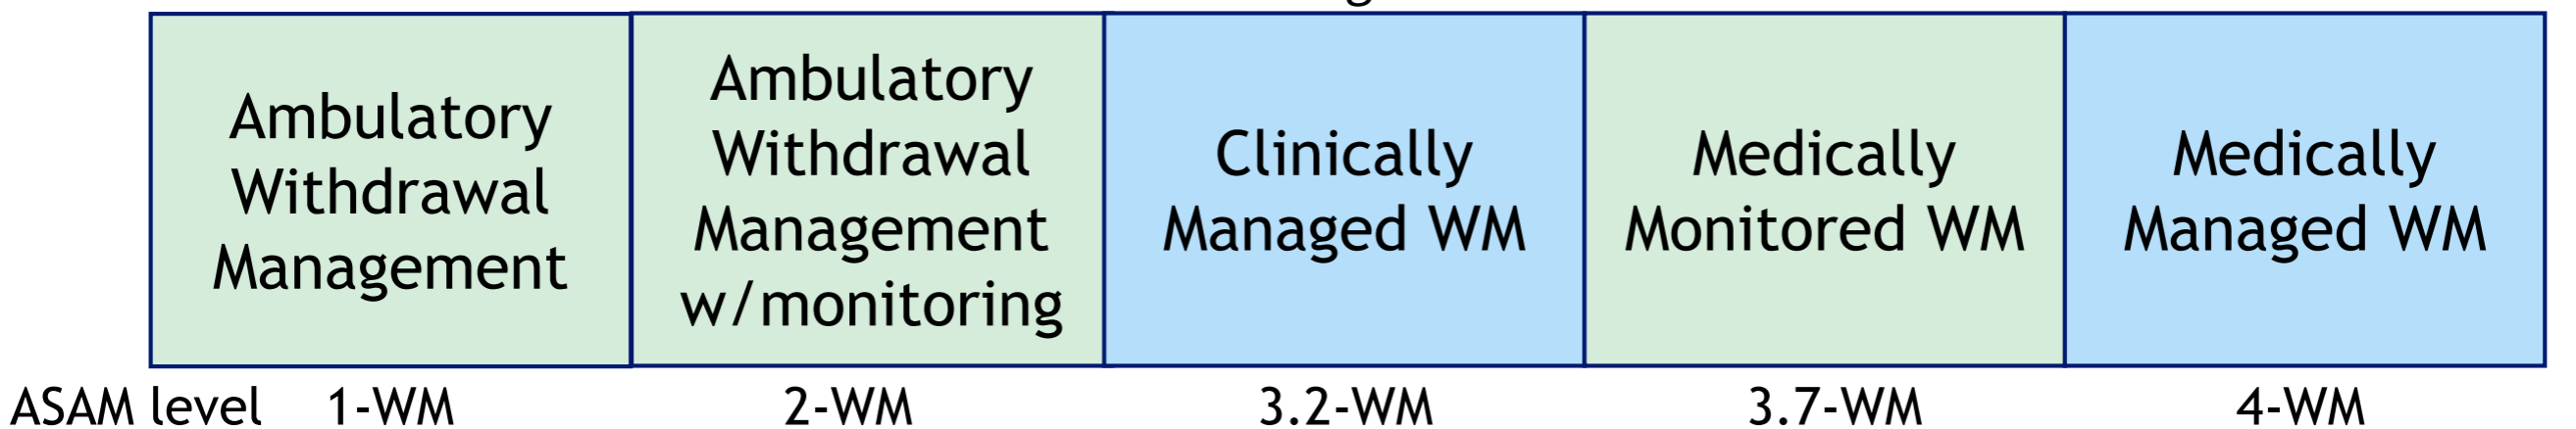 Ambulatory
Withdrawal
Management
Ambulatory
Withdrawal
Management
w/monitoring
Clinically
Managed WM
Medically
Monitored WM
Medically
Managed WM
ASAM level 1-WM 2-WM 3.2-WM 3.7-WM 4-WM